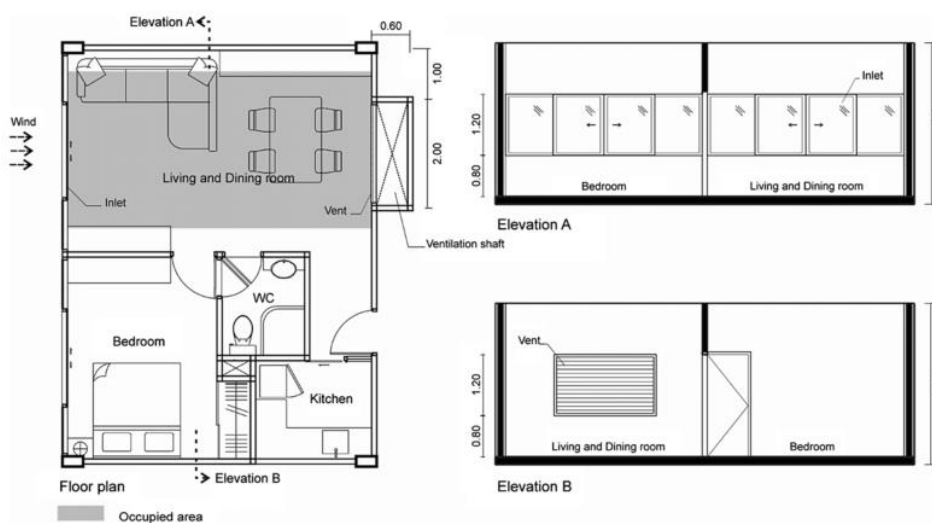 Elevation A
0.60
1.00
Wind
2.00
Living and Dining room
Inlet
Vent
Ventilation shaft
WC
Bedroom
Kitchen
Elevation B
Floor plan
Occupied area
Inlet
1.20
0.80
Bedroom
Living and Dining room
Elevation A
Vent
1.20
0.80
Living and Dining room
Bedroom
Elevation B